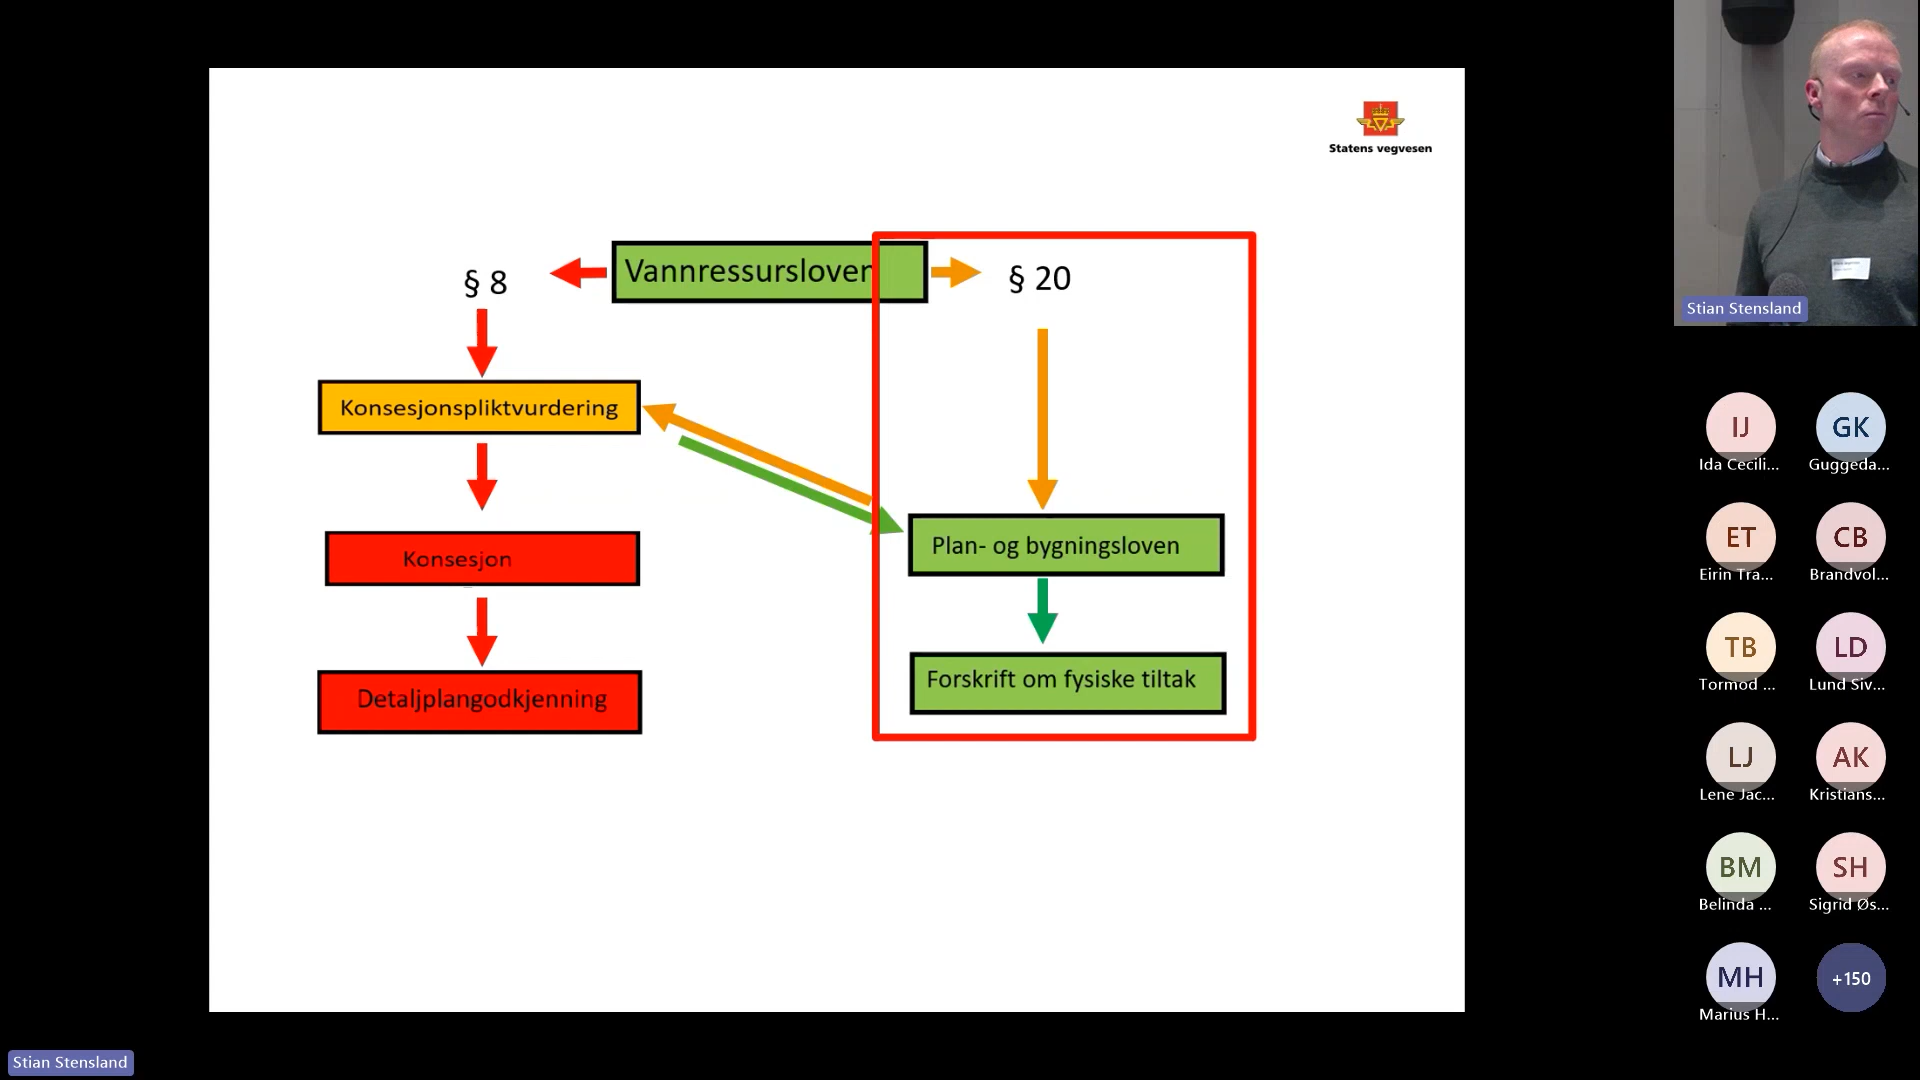 Statens vegvesen
§ 8
Vannressursloven
§ 20
Konsesjonspliktvurdering
Konsesjon
Plan- og bygningsloven
Detaljplangodkjenning
Forskrift om fysiske tiltak
Stian Stensland
IJ
Ida Cecili...
GK
Guggeda...
ET
Eirin Tra...
CB
Brandvol...
TB
Tormod ...
LD
Lund Siv...
LJ
Lene Jac...
AK
Kristians...
BM
Belinda ...
SH
Sigrid Øs...
MH
Marius H...
+150
Stian Stensland